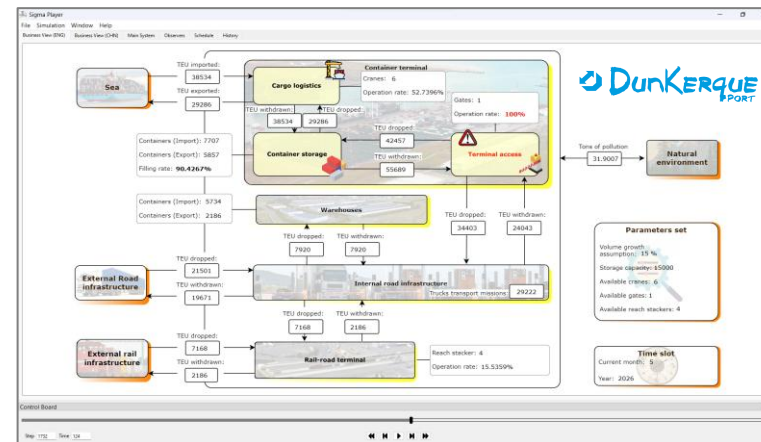 Sigma Player
File Simulation Window Help
Business View (ENG) Business View (CHN) Main System Observers Schedule History
Sea
TEU imported:
38534
TEU exported:
29286
Container terminal
Cargo logistics
Cranes: 6
Operation rate: 52.7396%
TEU withdrawn:
38534
TEU dropped:
29286
Gates: 1
Operation rate: 100%
DUNKERQUE
PORT
Containers (Import): 7707
Containers (Export): 5857
Filling rate: 90.4267%
Container storage
TEU dropped:
42457
TEU withdrawn:
55689
Terminal access
Tons of pollution
31.9007
Natural
environment
Containers (Import): 5734
Containers (Export): 2186
Warehouses
TEU dropped:
7920
TEU withdrawn:
7920
TEU dropped:
34403
TEU withdrawn:
24043
External Road
infrastructure
TEU dropped:
21501
TEU withdrawn:
19671
Internal road infrastructure
Trucks transport missions: 29222
Parameters set
Volume growth
assumption: 15 %
Storage capacity: 15000
Available cranes: 6
Available gates: 1
Available reach stackers: 4
TEU dropped:
7168
TEU withdrawn:
2186
External rail
infrastructure
TEU dropped:
7168
TEU withdrawn:
2186
Rail-road terminal
Reach stacker: 4
Operation rate: 15.5359%
Time slot
Current month: 5
Year: 2026
Control Board
Step: 1752 Time: 124